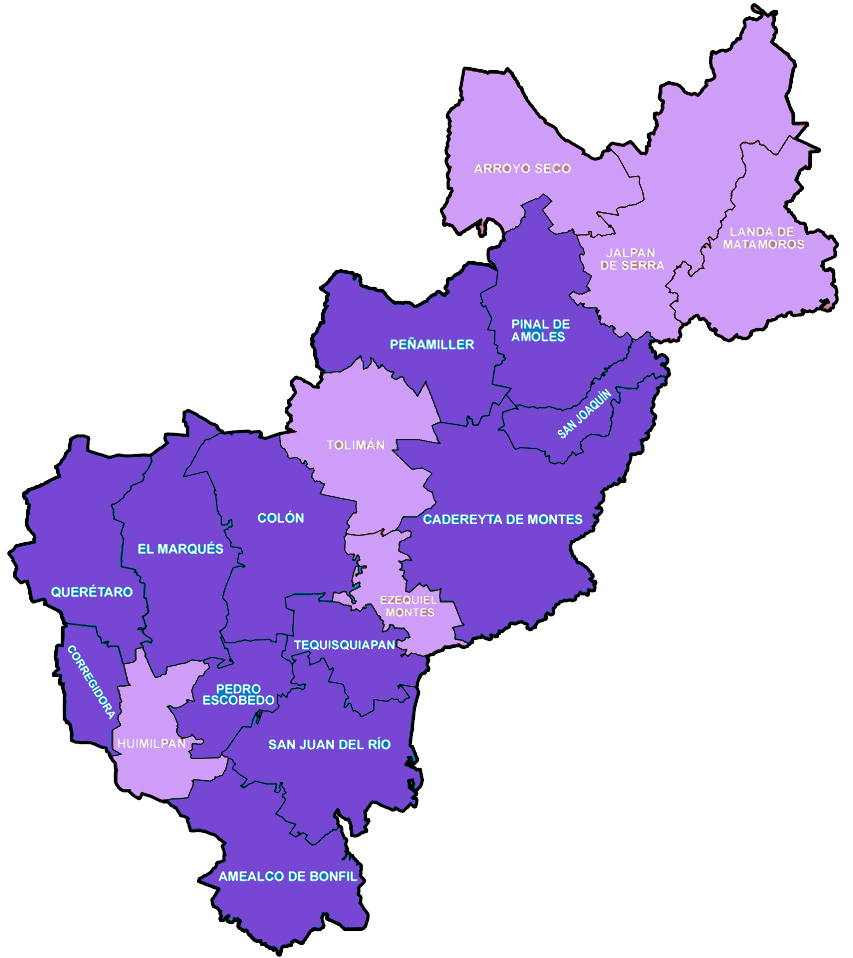 ARROYO SECO
LANDA DE
MATAMOROS
JALPAN
DE SERRA
PINAL DE
AMOLES
PEÑAMILLER
SAN JOAQUÍN
TOLIMÁN
CADEREYTA DE MONTES
COLÓN
EL MARQUÉS
QUERÉTARO
EZEQUIEL
MONTES
TEQUISQUIAPAN
CORREGIDORA
PEDRO
ESCOBEDO
HUIMILPAN
SAN JUAN DEL RÍO
AMEALCO DE BONFIL